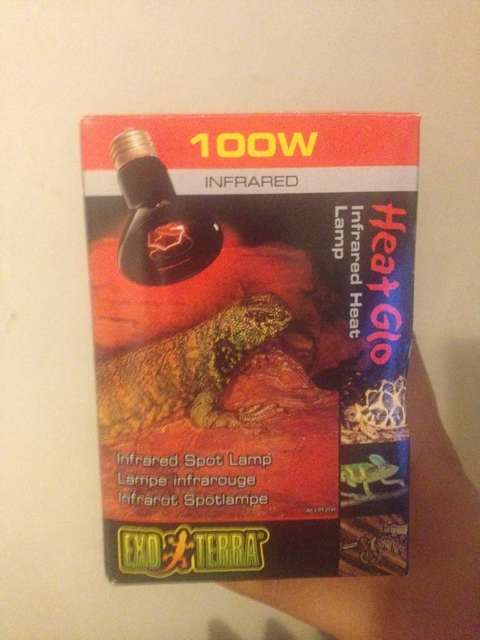 100W
INFRARED
Heat Glo
Infrared Heat
Lamp
Infrared Spot Lamp
Lampe infrarouge
Infrarot Spotlampe
EXO TERRA